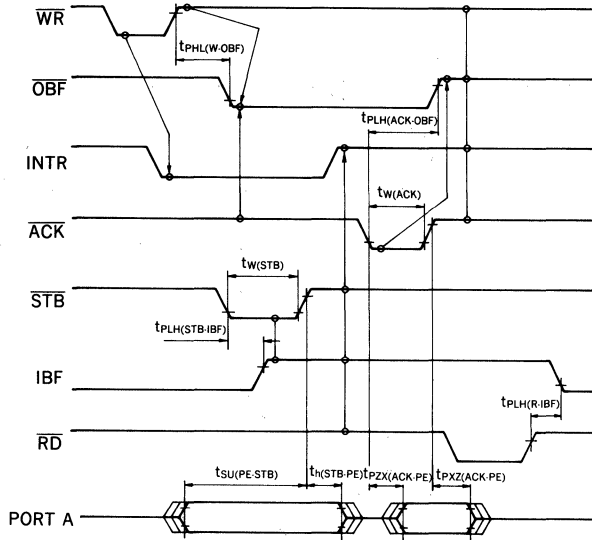 WR
tPHL(W-OBF)
OBF
tPLH(ACK-OBF)
INTR
tW(ACK)
ACK
tW(STB)
STB
tPLH(STB-IBF)
IBF
tPLH(R-IBF)
RD
tSU(PE-STB) th(STB-PE) tPZX(ACK-PE) tPXZ(ACK-PE)
PORT A